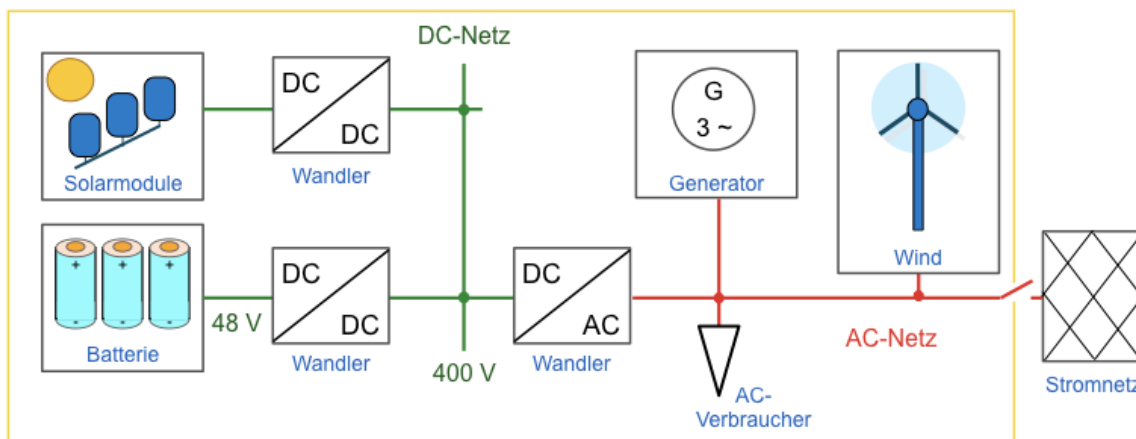 DC-Netz
DC
DC
Wandler
Solarmodule
G
3 ~
Generator
Wind
+ + +
- - -
Batterie
48 V
DC
DC
Wandler
400 V
DC
AC
Wandler
AC-Netz
AC-
Verbraucher
Stromnetz